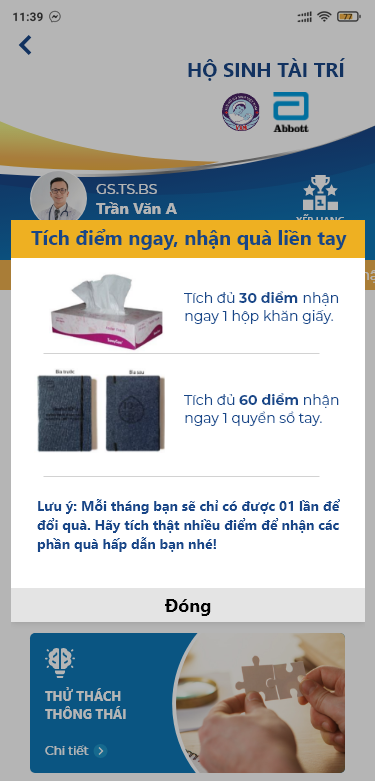 11:39
77
HỘ SINH TÀI TRÍ
Abbott
GS.TS.BS
Trần Văn A
XẾP HẠNG
Tích điểm ngay, nhận quà liền tay
Tích đủ 30 điểm nhận
ngay 1 hộp khăn giấy.
Tích đủ 60 điểm nhận
ngay 1 quyển sổ tay.
Lưu ý: Mỗi tháng bạn sẽ chỉ có được 01 lần để
đổi quà. Hãy tích thật nhiều điểm để nhận các
phần quà hấp dẫn bạn nhé!
Đóng
THỬ THÁCH
THÔNG THÁI
Chi tiết